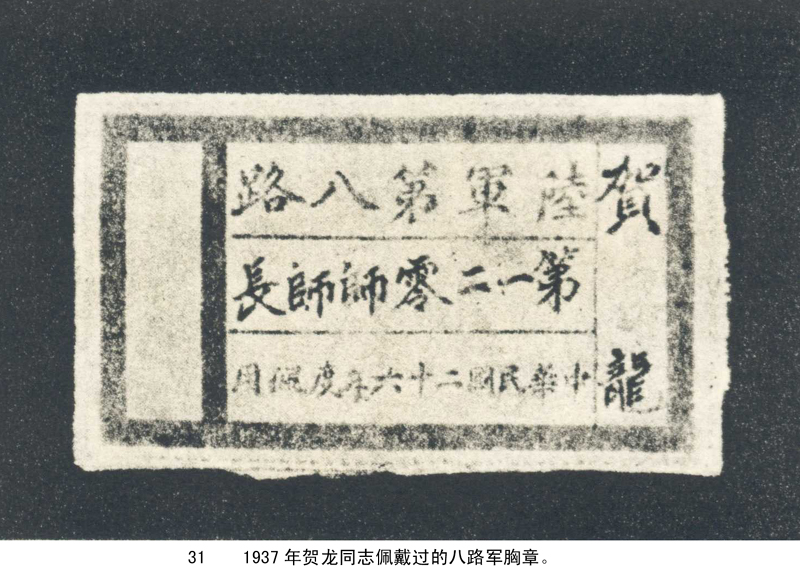 賀龍
陸軍第八路
第一二零師師長
中華民國二十六年度佩用
31 1937年贺龙同志佩戴过的八路军胸章。